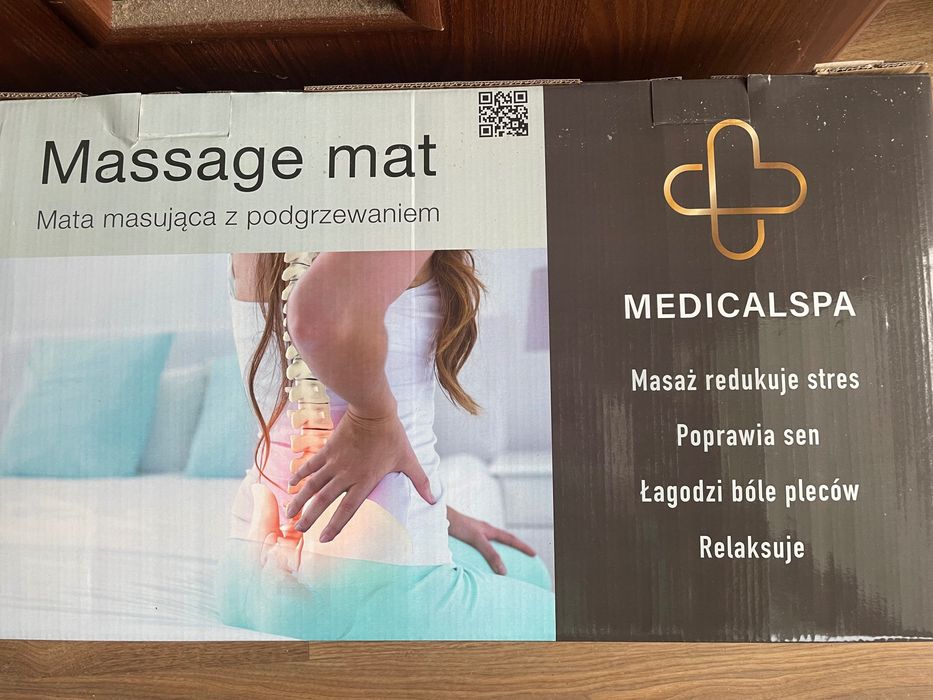 Massage mat
Mata masująca z podgrzewaniem
MEDICALSPA
Masaż redukuje stres
Poprawia sen
Łagodzi bóle pleców
Relaksuje